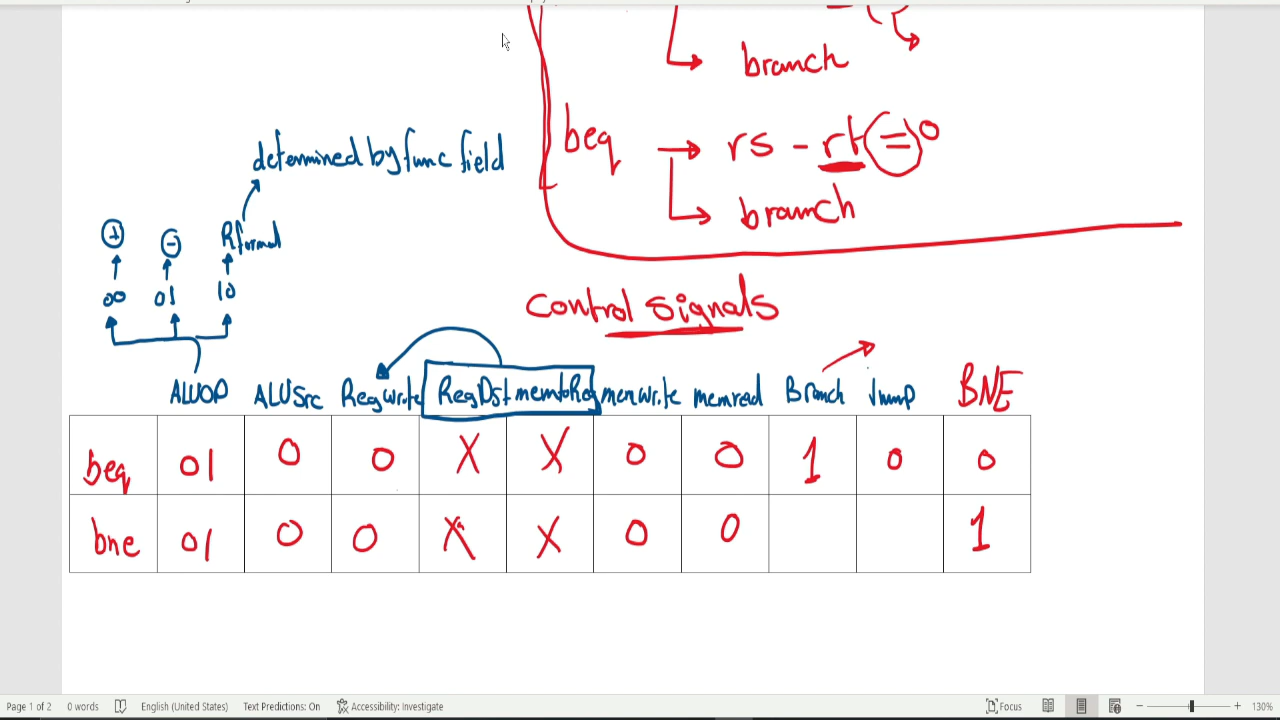 branch
beq → rs - rt = 0
branch
determined by func field
+ - Rformat
00 01 10
Control signals
ALUOP ALUSrc RegWrite RegDst memtoReg memWrite memread Branch Jump BNE
beq 01 0 0 X X 0 0 1 0 0
bne 01 0 0 X X 0 0 1
Page 1 of 2 0 words English (United States) Text Predictions: On Accessibility: Investigate Focus 130%